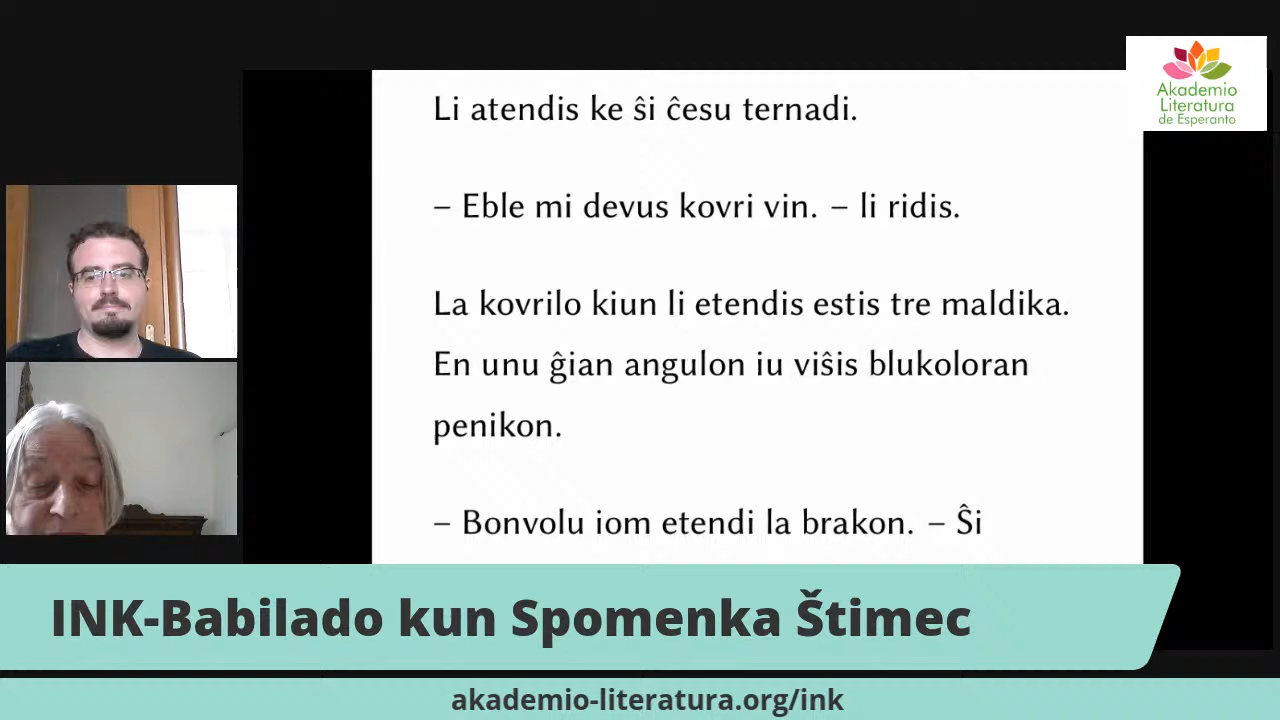 Akademio
Literatura
de Esperanto
Li atendis ke ŝi ĉesu ternadi.
– Eble mi devus kovri vin. – li ridis.
La kovrilo kiun li etendis estis tre maldika.
En unu ĝian angulon iu viŝis blukoloran
penikon.
– Bonvolu iom etendi la brakon. – Ŝi
INK-Babilado kun Spomenka Štimec
akademio-literatura.org/ink